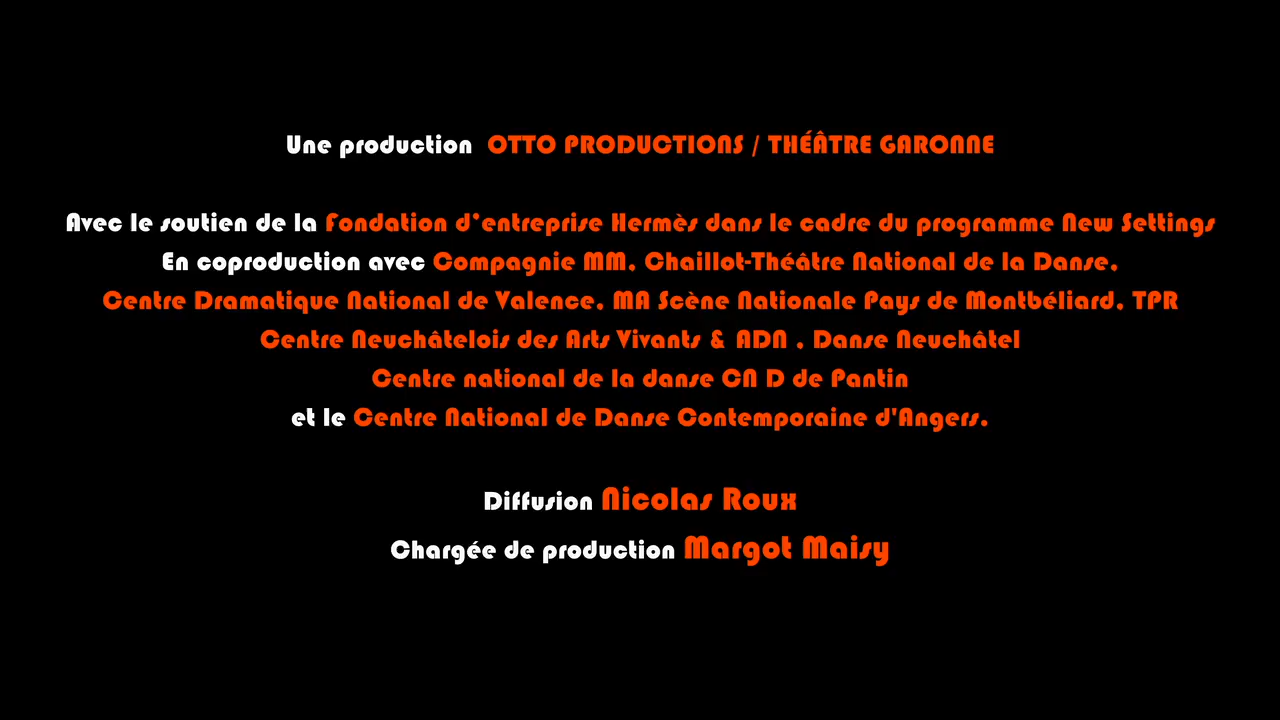 Une production OTTO PRODUCTIONS / THÉÂTRE GARONNE
Avec le soutien de la Fondation d'entreprise Hermès dans le cadre du programme New Settings
En coproduction avec Compagnie MM, Chaillot-Théâtre National de la Danse,
Centre Dramatique National de Valence, MA Scène Nationale Pays de Montbéliard, TPR
Centre Neuchâtelois des Arts Vivants & ADN , Danse Neuchâtel
Centre national de la danse CN D de Pantin
et le Centre National de Danse Contemporaine d'Angers.
Diffusion Nicolas Roux
Chargée de production Margot Maisy